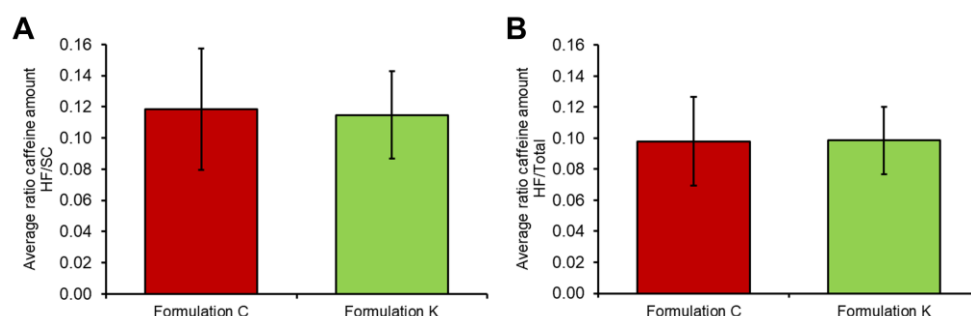 A
Average ratio caffeine amount
HF/SC
0.16
0.14
0.12
0.10
0.08
0.06
0.04
0.02
0.00
Formulation C
Formulation K
B
Average ratio caffeine amount
HF/Total
0.16
0.14
0.12
0.10
0.08
0.06
0.04
0.02
0.00
Formulation C
Formulation K